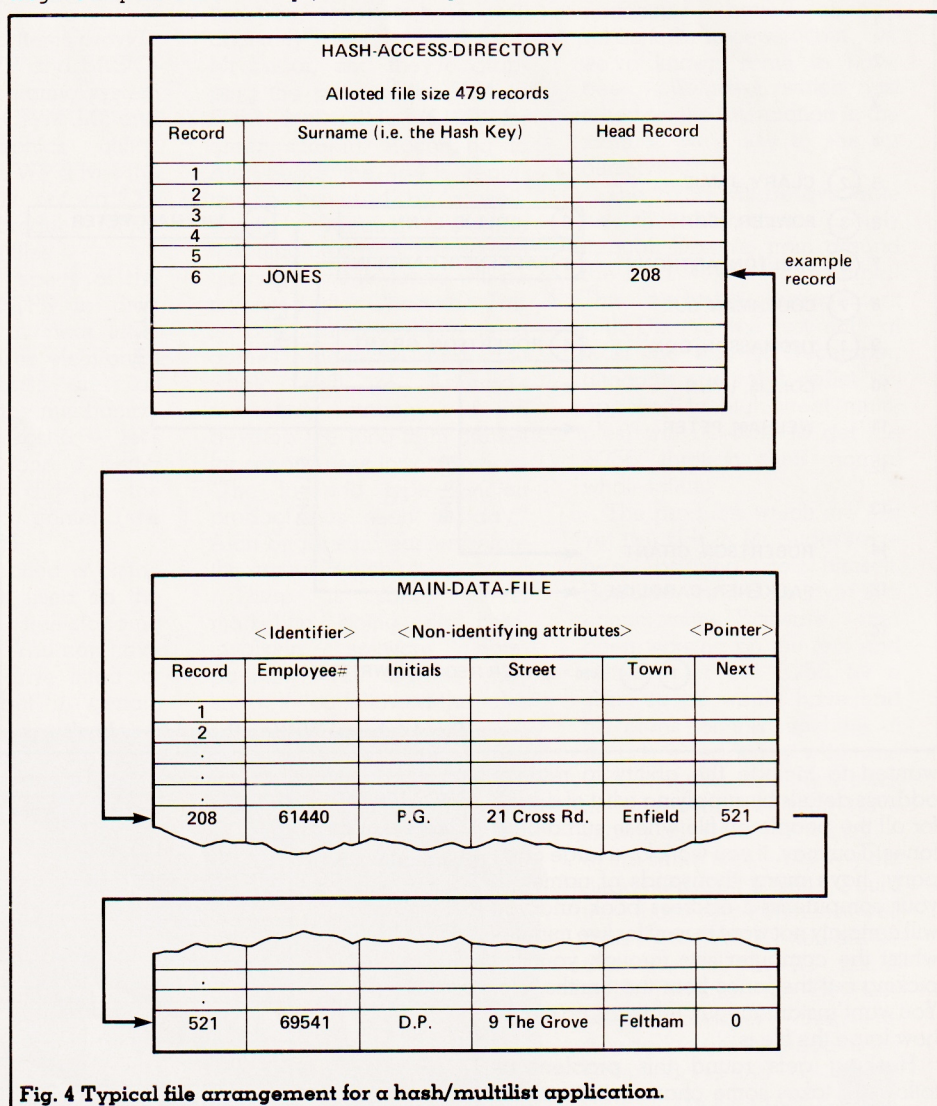 HASH-ACCESS-DIRECTORY
Alloted file size 479 records
Record Surname (i.e. the Hash Key) Head Record
1
2
3
4
5
6 JONES 208
example
record
MAIN-DATA-FILE
<Identifier> <Non-identifying attributes> <Pointer>
Record Employee# Initials Street Town Next
1
2
.
.
.
208 61440 P.G. 21 Cross Rd. Enfield 521
.
.
521 69541 D.P. 9 The Grove Feltham 0
Fig. 4 Typical file arrangement for a hash/multilist application.